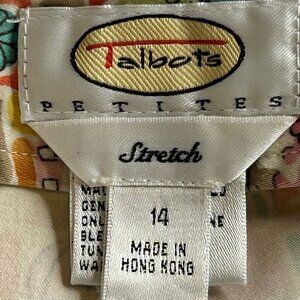 Talbots
PETITES
Stretch
14
MADE IN
HONG KONG